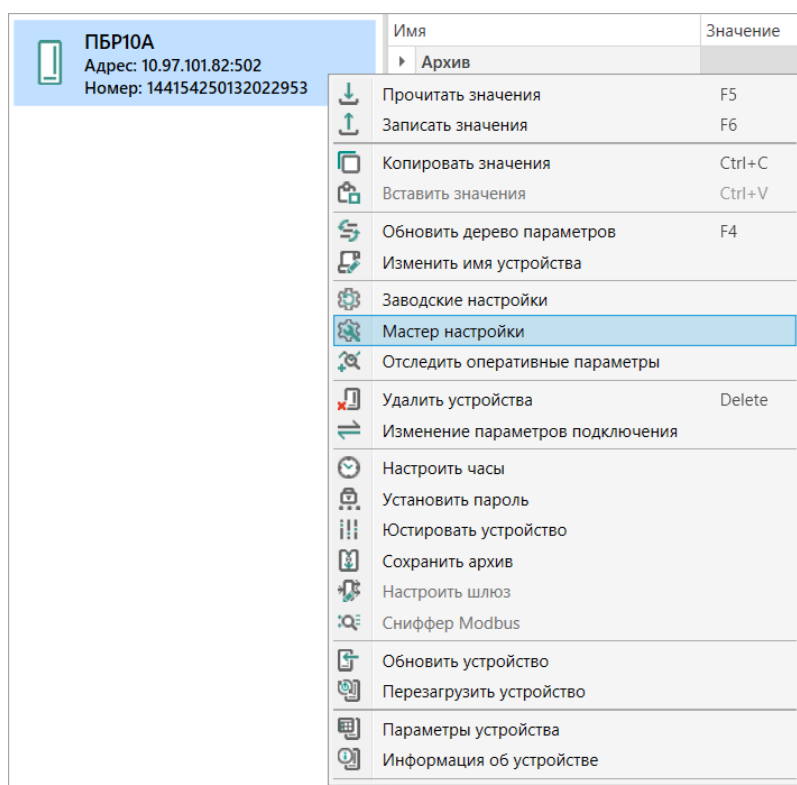 ПБР10А
Адрес: 10.97.101.82:502
Номер: 144154250132022953
Имя Значение
Архив
Прочитать значения F5
Записать значения F6
Копировать значения Ctrl+C
Вставить значения Ctrl+V
Обновить дерево параметров F4
Изменить имя устройства
Заводские настройки
Мастер настройки
Отследить оперативные параметры
Удалить устройства Delete
Изменение параметров подключения
Настроить часы
Установить пароль
Юстировать устройство
Сохранить архив
Настроить шлюз
Сниффер Modbus
Обновить устройство
Перезагрузить устройство
Параметры устройства
Информация об устройстве